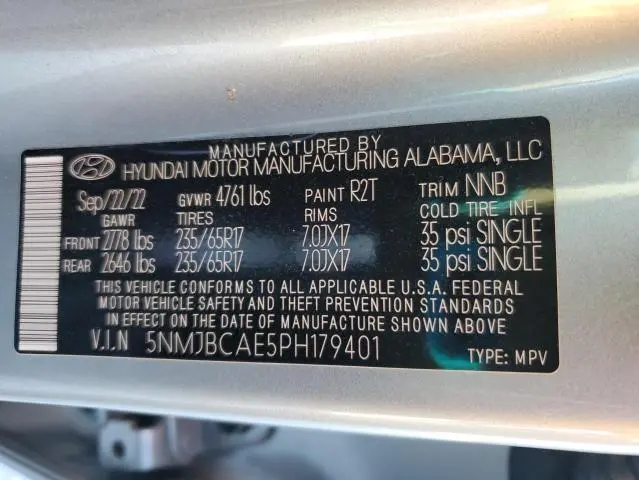 MANUFACTURED BY
HYUNDAI MOTOR MANUFACTURING ALABAMA, LLC
Sep/22/22 GVWR 4761 lbs PAINT R2T TRIM NNB
GAWR TIRES RIMS COLD TIRE INFL
FRONT 2778 lbs 235/65R17 7.0JX17 35 psi SINGLE
REAR 2646 lbs 235/65R17 7.0JX17 35 psi SINGLE
THIS VEHICLE CONFORMS TO ALL APPLICABLE U.S.A. FEDERAL
MOTOR VEHICLE SAFETY AND THEFT PREVENTION STANDARDS
IN EFFECT ON THE DATE OF MANUFACTURE SHOWN ABOVE
V.I.N 5NMJBCAE5PH179401 TYPE: MPV